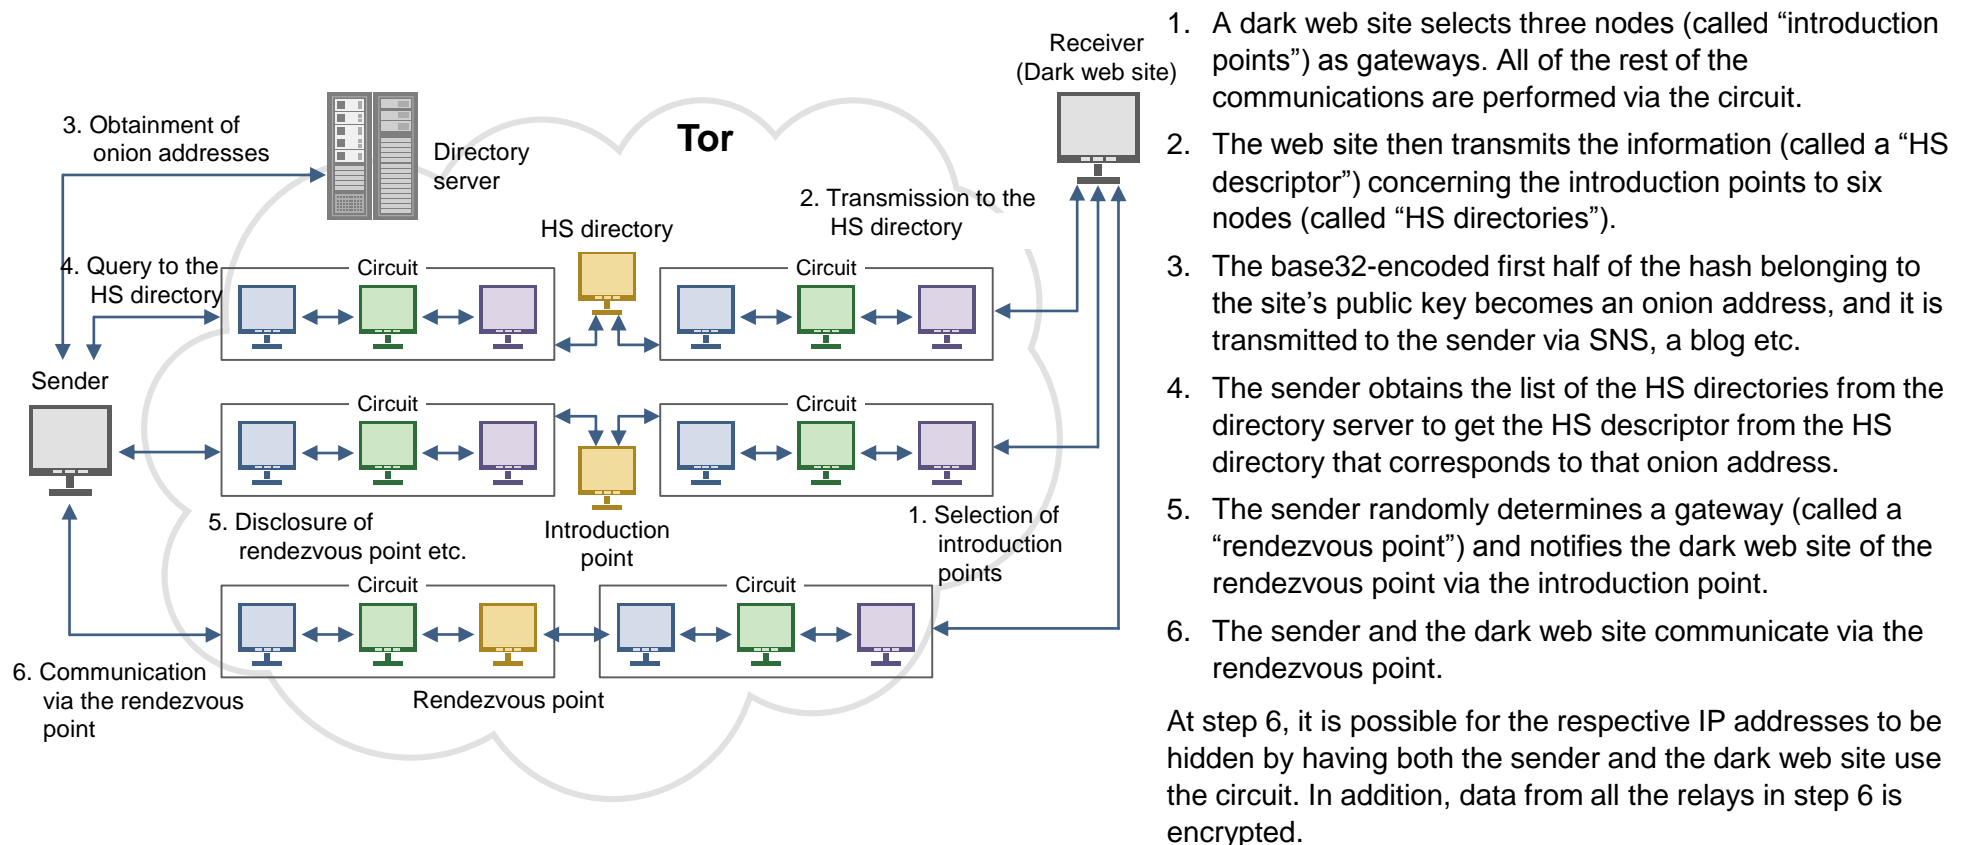 Receiver
(Dark web site)
Tor
3. Obtainment of
onion addresses
Directory
server
2. Transmission to the
HS directory
HS directory
4. Query to the
HS directory
Circuit
Circuit
Sender
Circuit
Circuit
5. Disclosure of
rendezvous point etc.
Introduction
point
1. Selection of
introduction
points
Circuit
Circuit
6. Communication
via the rendezvous
point
Rendezvous point
1. A dark web site selects three nodes (called “introduction
points”) as gateways. All of the rest of the
communications are performed via the circuit.
2. The web site then transmits the information (called a “HS
descriptor”) concerning the introduction points to six
nodes (called “HS directories”).
3. The base32-encoded first half of the hash belonging to
the site’s public key becomes an onion address, and it is
transmitted to the sender via SNS, a blog etc.
4. The sender obtains the list of the HS directories from the
directory server to get the HS descriptor from the HS
directory that corresponds to that onion address.
5. The sender randomly determines a gateway (called a
“rendezvous point”) and notifies the dark web site of the
rendezvous point via the introduction point.
6. The sender and the dark web site communicate via the
rendezvous point.
At step 6, it is possible for the respective IP addresses to be
hidden by having both the sender and the dark web site use
the circuit. In addition, data from all the relays in step 6 is
encrypted.